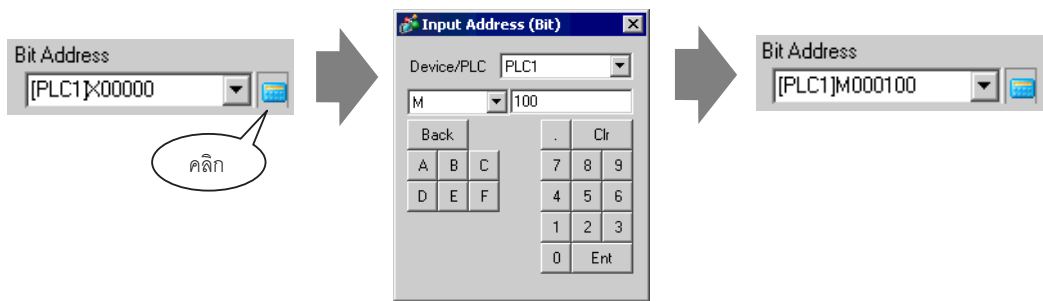 Bit Address
[PLC1]X00000
คลิก
Input Address (Bit)
Device/PLC PLC1
M 100
Back . Clr
A B C 7 8 9
D E F 4 5 6
1 2 3
0 Ent
Bit Address
[PLC1]M000100